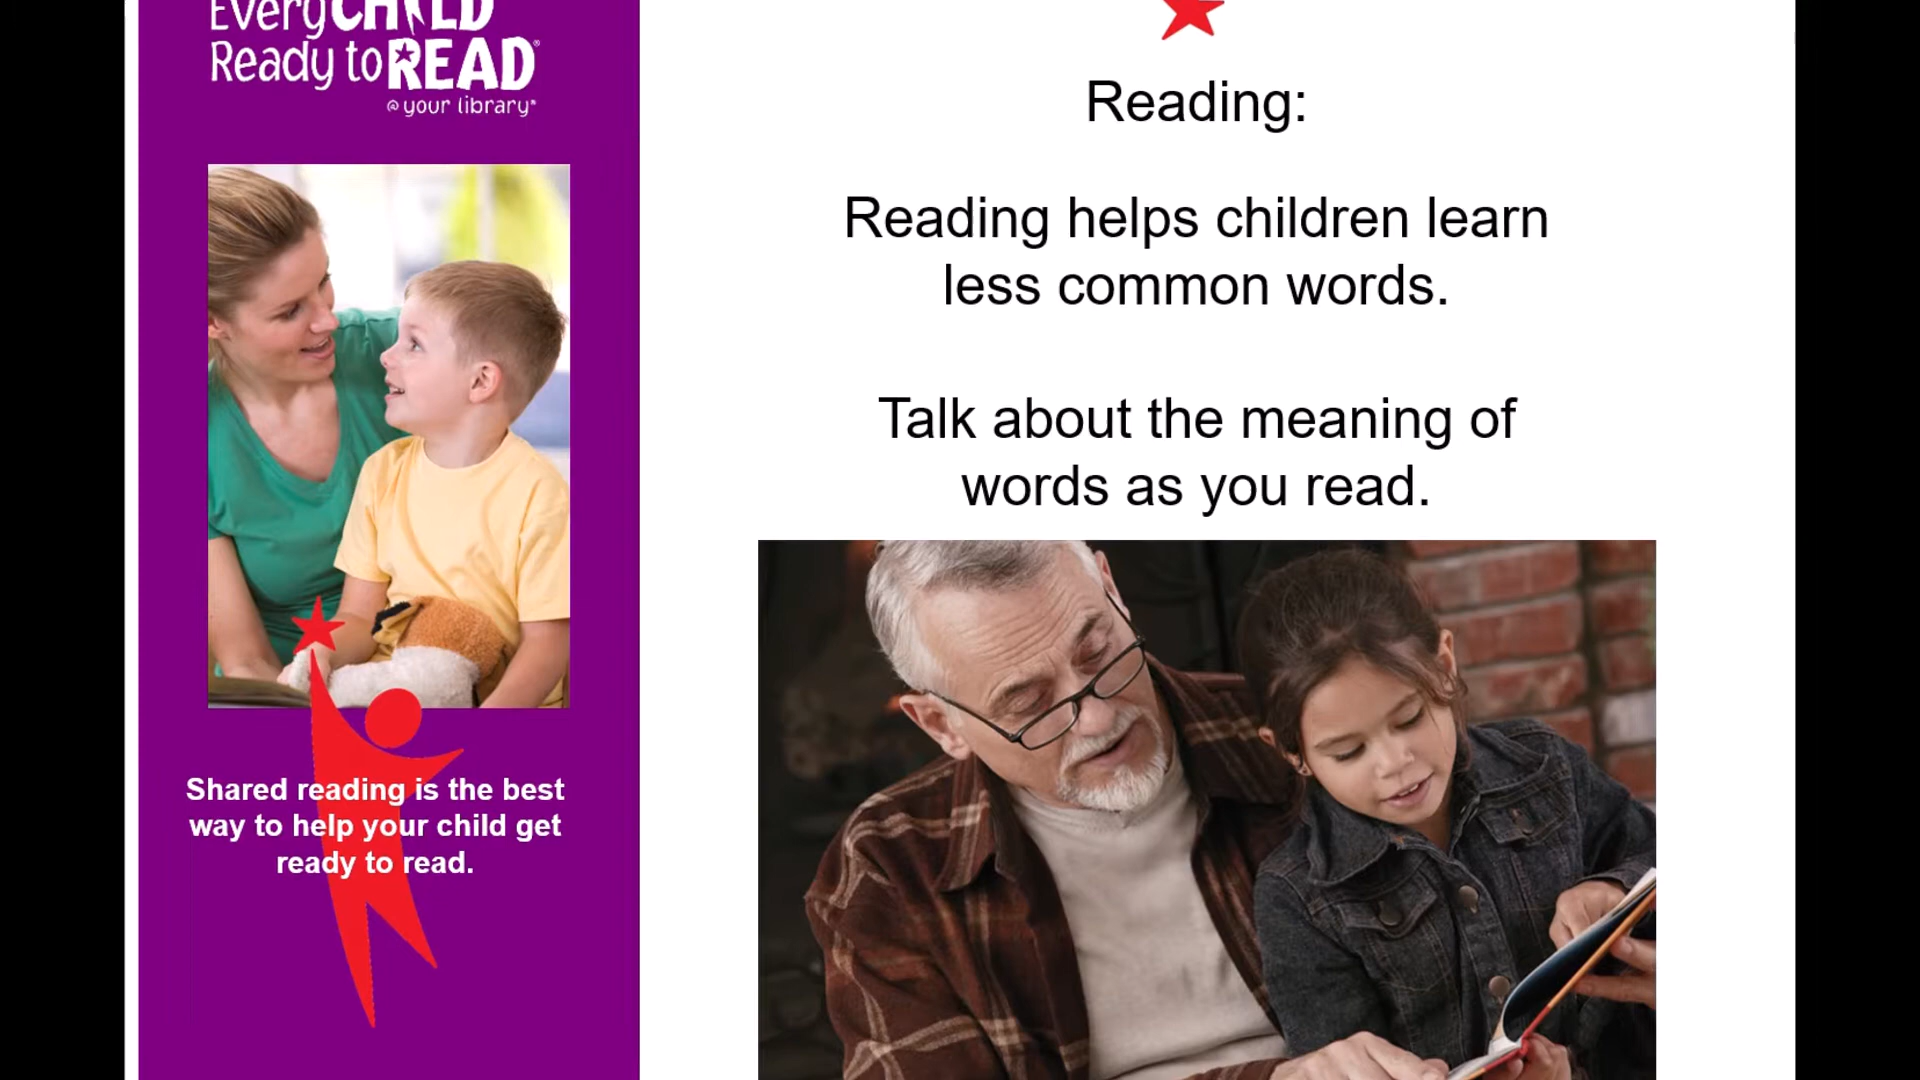 Every CHILD
Ready to READ®
@ your library®
Shared reading is the best
way to help your child get
ready to read.
Reading:
Reading helps children learn
less common words.
Talk about the meaning of
words as you read.